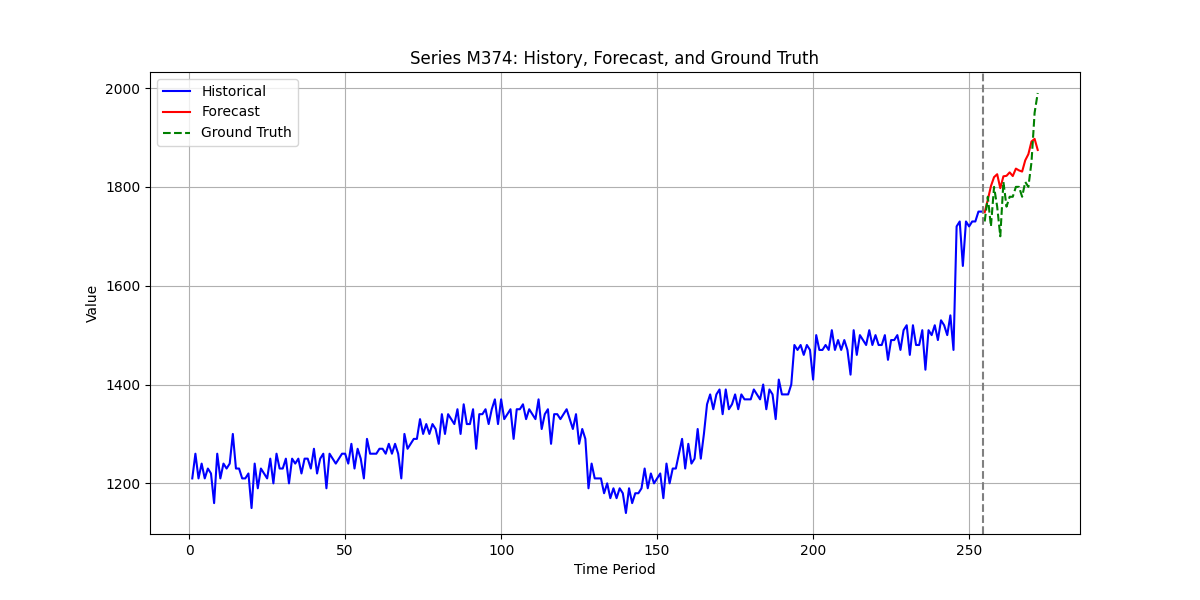 Series M374: History, Forecast, and Ground Truth
Historical
Forecast
Ground Truth
Value
2000
1800
1600
1400
1200
0 50 100 150 200 250
Time Period